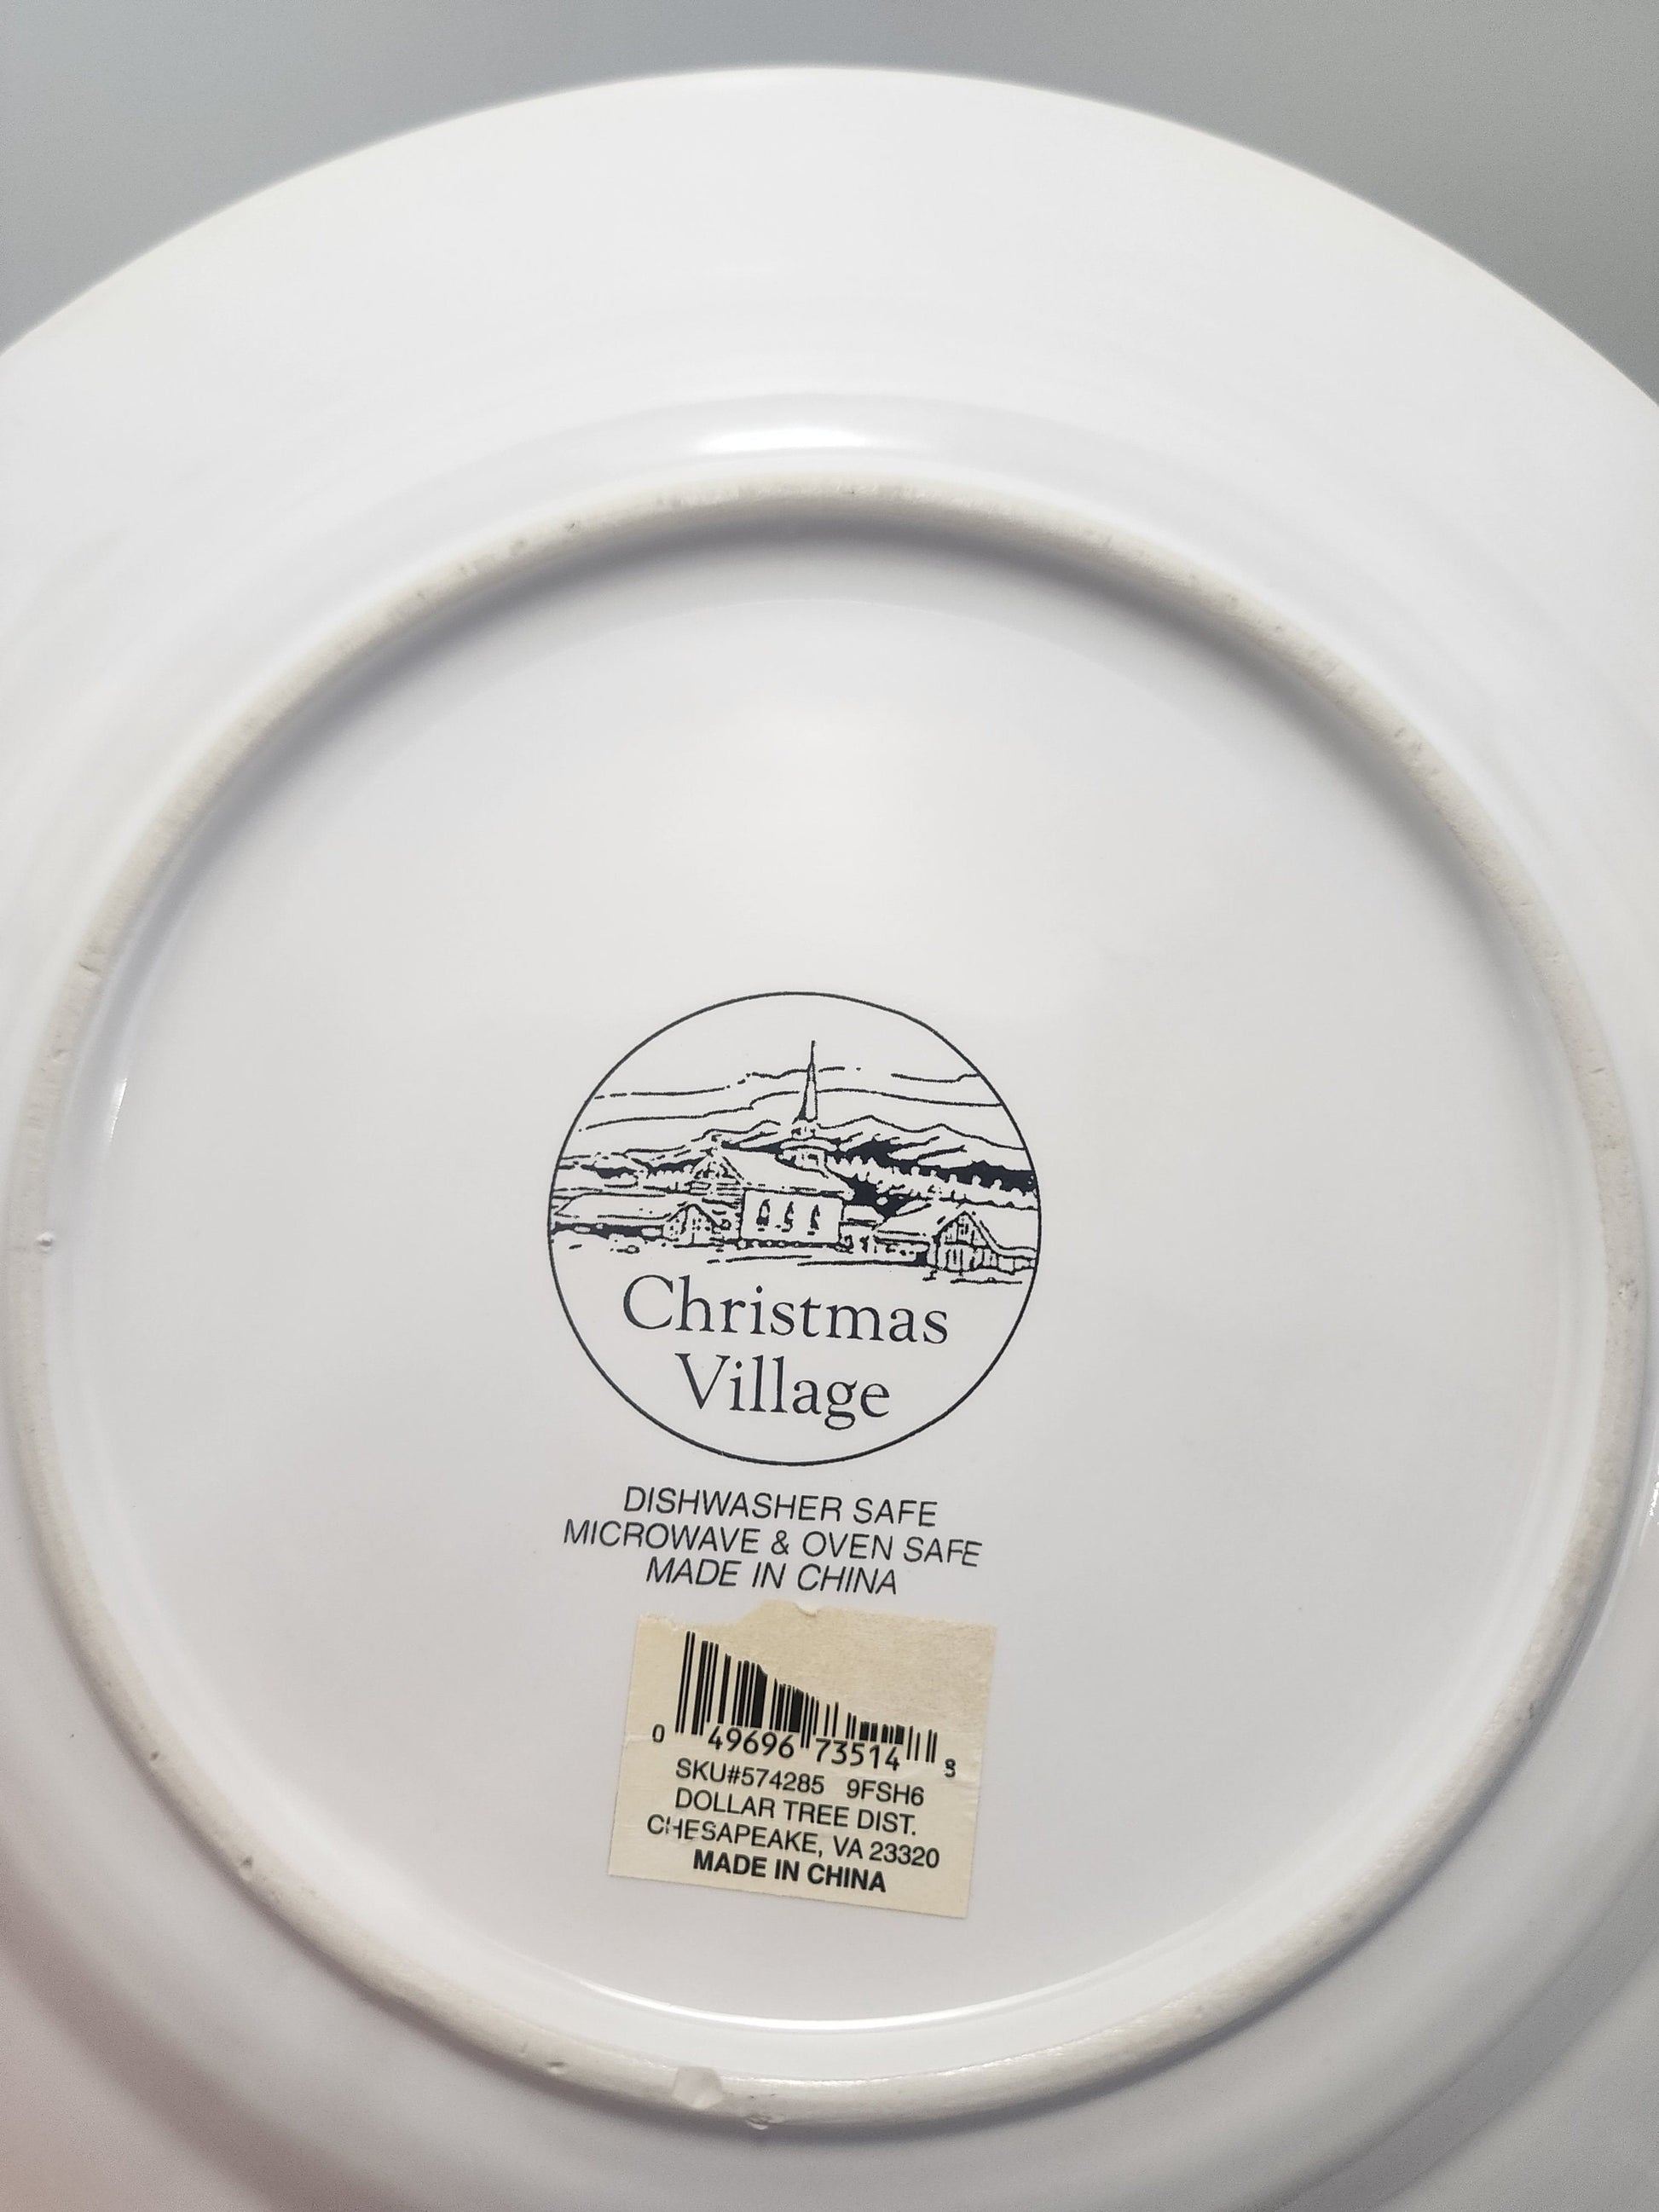 Christmas
Village
DISHWASHER SAFE
MICROWAVE & OVEN SAFE
MADE IN CHINA
0 49696 73514 8
SKU#574285 9FSH6
DOLLAR TREE DIST.
CHESAPEAKE, VA 23320
MADE IN CHINA